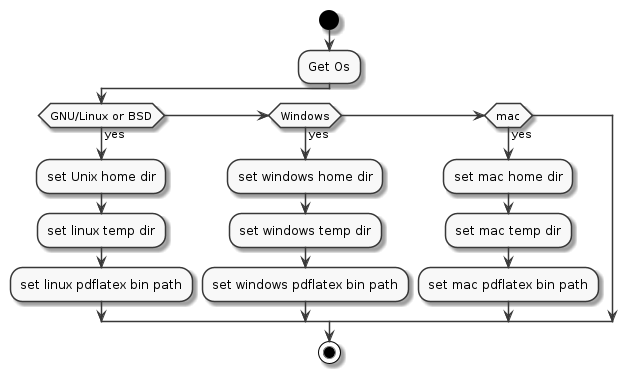 Get Os
GNU/Linux or BSD
Windows
mac
yes
yes
yes
set Unix home dir
set windows home dir
set mac home dir
set linux temp dir
set windows temp dir
set mac temp dir
set linux pdflatex bin path
set windows pdflatex bin path
set mac pdflatex bin path